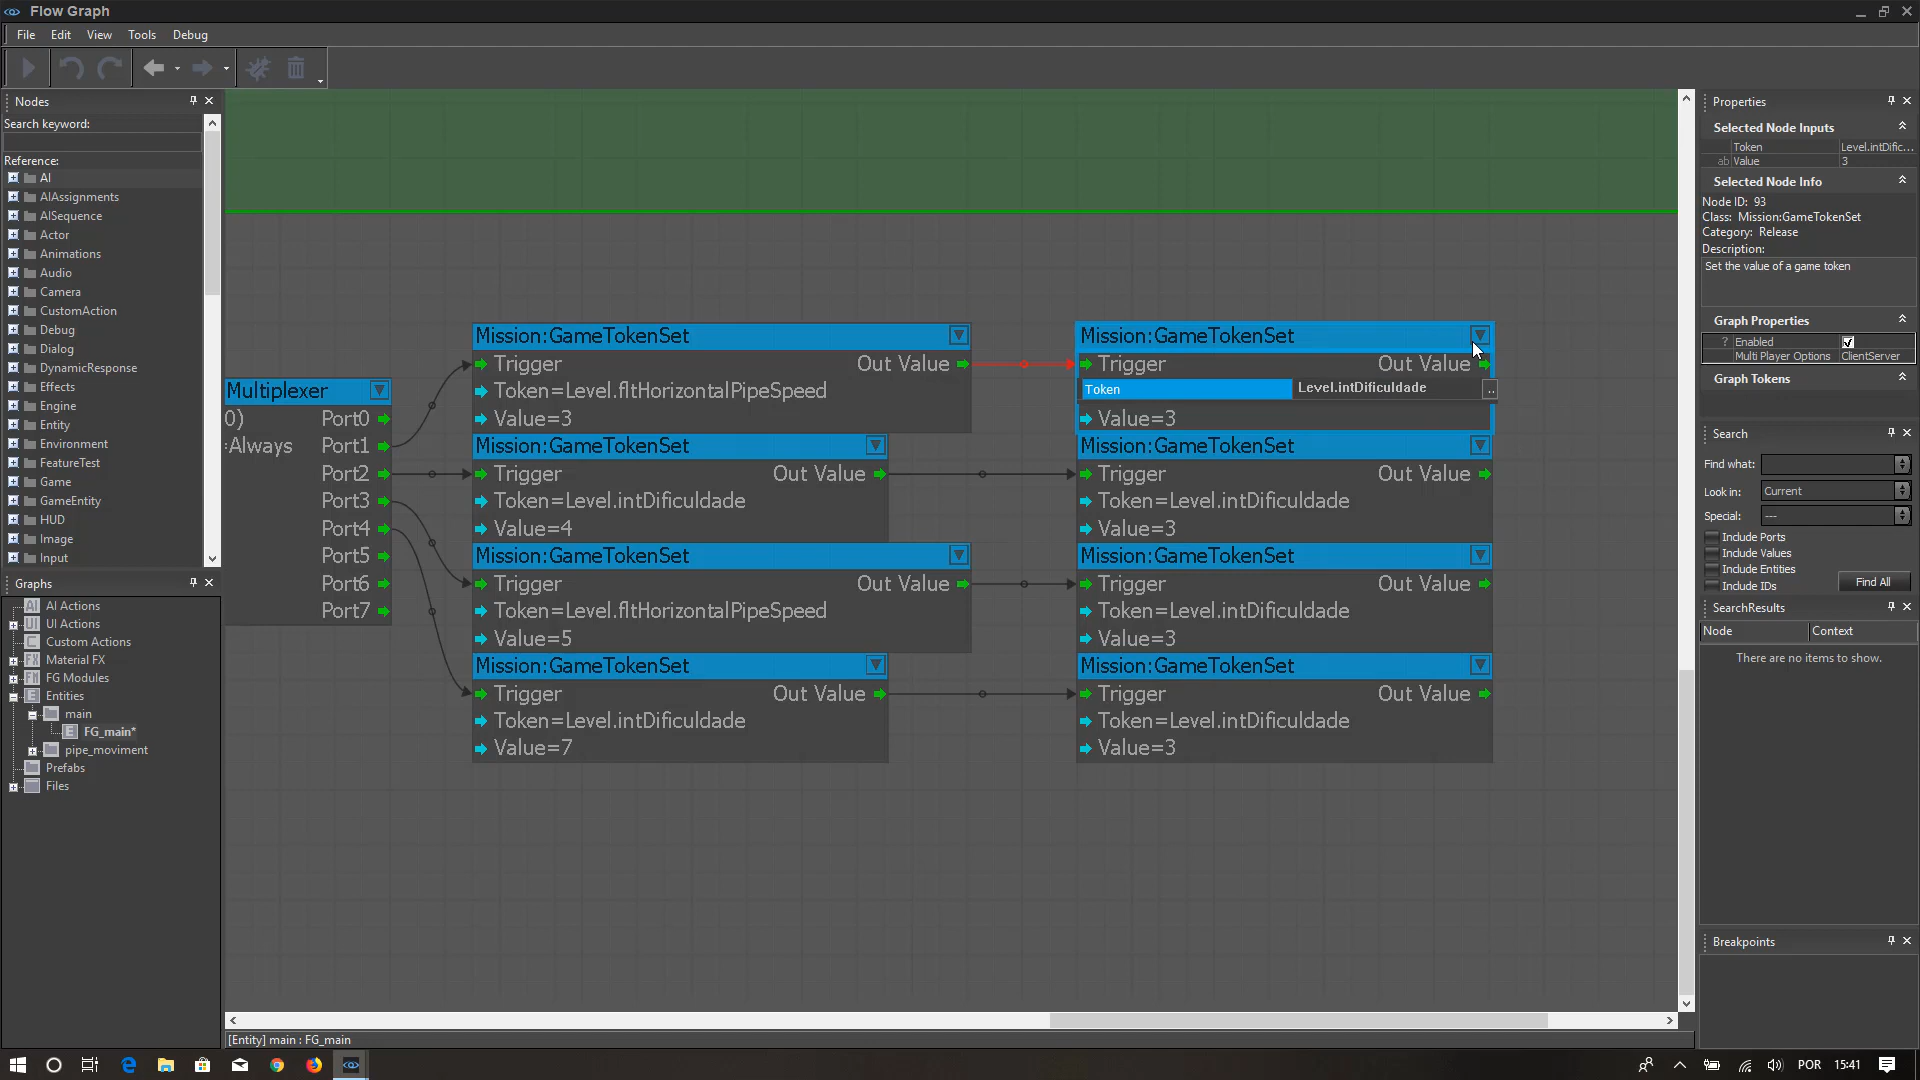 Flow Graph
File Edit View Tools Debug
Nodes
Search keyword:
Reference:
AI
AIAssignments
AISequence
Actor
Animations
Audio
Camera
CustomAction
Debug
Dialog
DynamicResponse
Effects
Engine
Entity
Environment
FeatureTest
Game
GameEntity
HUD
Image
Input
Graphs
AI AI Actions
UI UI Actions
C Custom Actions
FX Material FX
FM FG Modules
E Entities
main
E FG_main*
pipe_moviment
Prefabs
Files
Multiplexer
0) Port0
:Always Port1
Port2
Port3
Port4
Port5
Port6
Port7
Mission:GameTokenSet
Trigger Out Value
Token=Level.fltHorizontalPipeSpeed
Value=3
Mission:GameTokenSet
Trigger Out Value
Token=Level.intDificuldade
Value=4
Mission:GameTokenSet
Trigger Out Value
Token=Level.fltHorizontalPipeSpeed
Value=5
Mission:GameTokenSet
Trigger Out Value
Token=Level.intDificuldade
Value=7
Mission:GameTokenSet
Trigger Out Value
Token Level.intDificuldade ..
Value=3
Mission:GameTokenSet
Trigger Out Value
Token=Level.intDificuldade
Value=3
Mission:GameTokenSet
Trigger Out Value
Token=Level.intDificuldade
Value=3
Mission:GameTokenSet
Trigger Out Value
Token=Level.intDificuldade
Value=3
[Entity] main : FG_main
Properties
Selected Node Inputs
Token Level.intDific...
ab Value 3
Selected Node Info
Node ID: 93
Class: Mission:GameTokenSet
Category: Release
Description:
Set the value of a game token
Graph Properties
? Enabled
Multi Player Options ClientServer
Graph Tokens
Search
Find what:
Look in: Current
Special: ---
Include Ports
Include Values
Include Entities
Include IDs Find All
SearchResults
Node Context
There are no items to show.
Breakpoints
POR 15:41